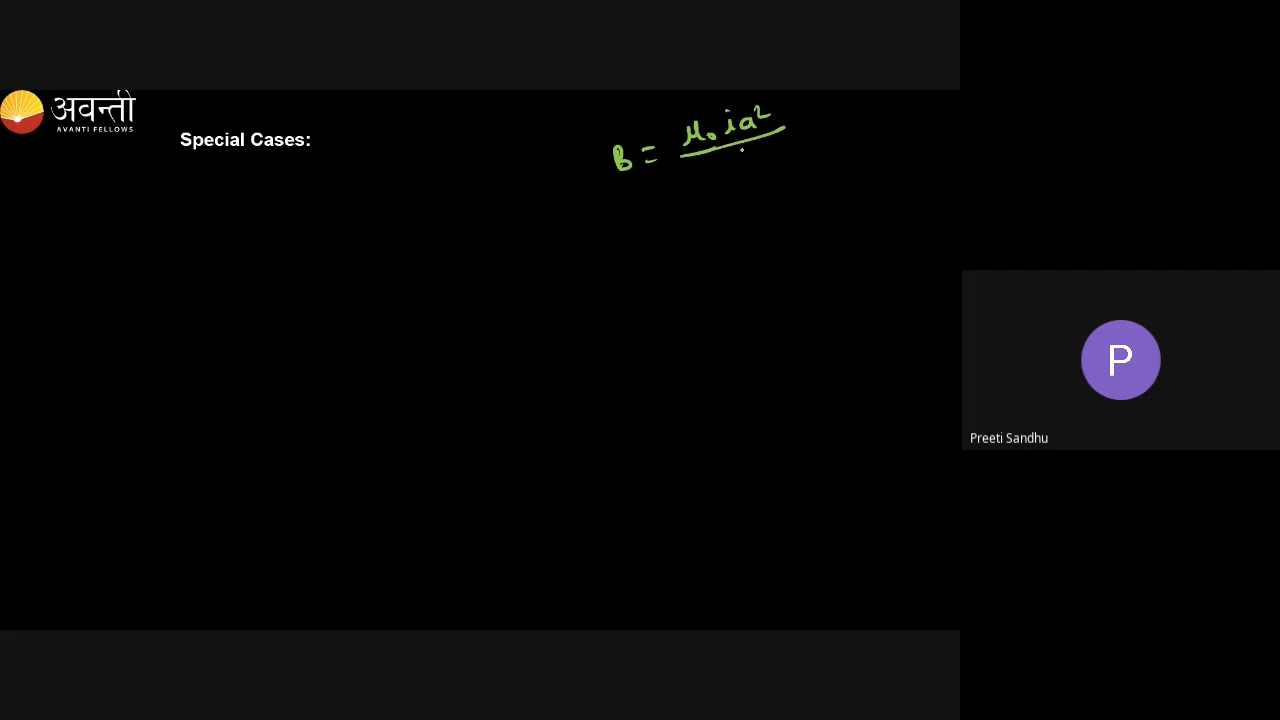 अवन्ती
AVANTI FELLOWS
Special Cases:
B = μ₀ia²
P
Preeti Sandhu